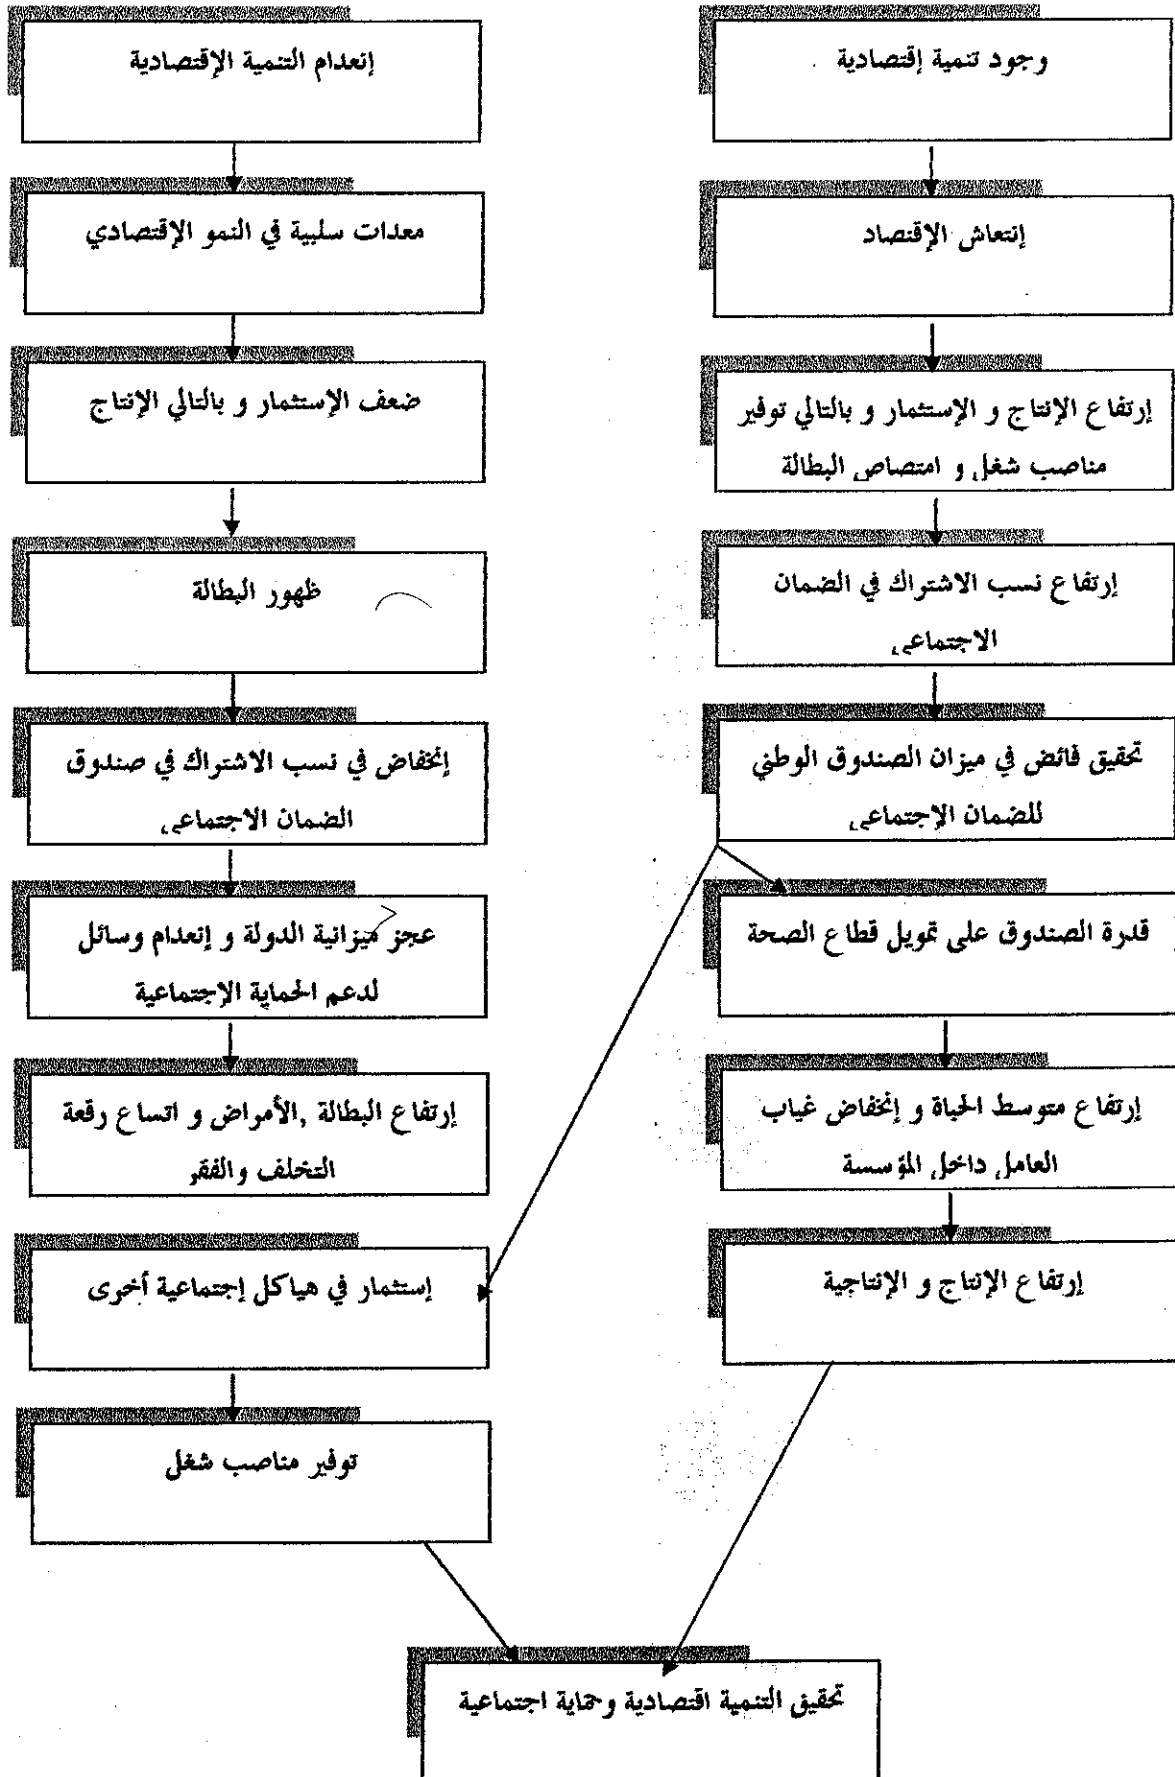 وجود تنمية إقتصادية
إنتعاش الإقتصاد
إرتفاع الإنتاج و الإستثمار و بالتالي توفير
مناصب شغل و امتصاص البطالة
إرتفاع نسب الاشتراك في الضمان
الاجتماعي
تحقيق فائض في ميزان الصندوق الوطني
للضمان الإجتماعي
قدرة الصندوق على تمويل قطاع الصحة
إرتفاع متوسط الحياة و إنخفاض غياب
العامل داخل المؤسسة
إرتفاع الإنتاج و الإنتاجية
إنعدام التنمية الإقتصادية
معدات سلبية في النمو الإقتصادي
ضعف الإستثمار و بالتالي الإنتاج
ظهور البطالة
إنخفاض في نسب الاشتراك في صندوق
الضمان الاجتماعي
عجز ميزانية الدولة و إنعدام وسائل
لدعم الحماية الإجتماعية
إرتفاع البطالة ,الأمراض و اتساع رقعة
التخلف والفقر
إستثمار في هياكل إجتماعية أخرى
توفير مناصب شغل
تحقيق التنمية اقتصادية وحماية اجتماعية